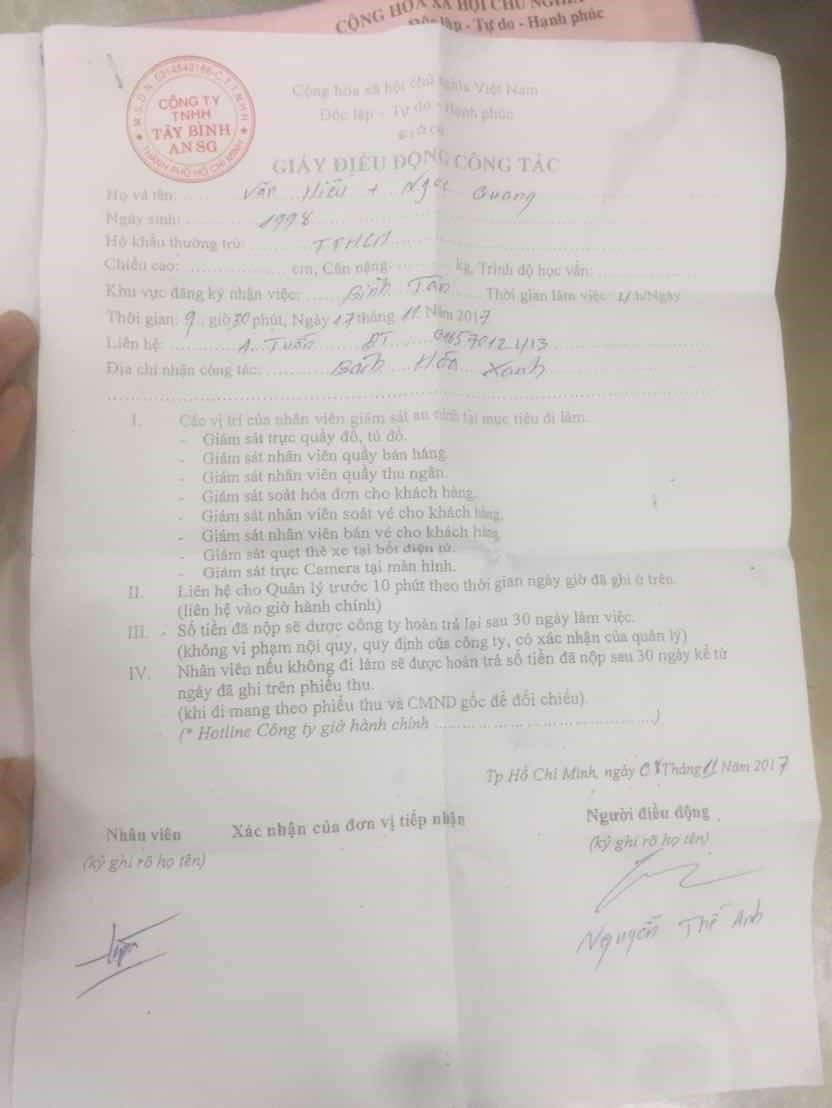 CỘNG HÒA XÃ HỘI CHỦ NGHĨA
Độc lập - Tự do - Hạnh phúc
M.S.D.N: C.T.T.N.H.H
CÔNG TY
TNHH
TÂY BÌNH
AN SG
THÀNH PHỐ HỒ CHÍ MINH
Cộng hòa xã hội chủ nghĩa Việt Nam
Độc lập - Tự do - Hạnh phúc
GIẤY ĐIỀU ĐỘNG CÔNG TÁC
Họ và tên: Văn Hiếu + Ngọc Quang
Ngày sinh: 1998
Hộ khẩu thường trú: TPHCM
Chiều cao: cm, Cân nặng: kg, Trình độ học vấn:
Khu vực đăng ký nhận việc: Bình Tân Thời gian làm việc h/Ngày
Thời gian: 9 giờ 30 phút, Ngày 17 tháng 11 Năm 2017
Liên hệ: A. Tuấn ĐT
Địa chỉ nhận công tác: Bách Hóa Xanh
I. Các vị trí của nhân viên giám sát an ninh tại mục tiêu đi làm.
- Giám sát trực quầy đồ, tủ đồ.
- Giám sát nhân viên quầy bán hàng.
- Giám sát nhân viên quầy thu ngân.
- Giám sát soát hóa đơn cho khách hàng.
- Giám sát nhân viên soát vé cho khách hàng.
- Giám sát nhân viên bán vé cho khách hàng
- Giám sát quẹt thẻ xe tại bốt điện tử.
- Giám sát trực Camera tại màn hình.
II. Liên hệ cho Quản lý trước 10 phút theo thời gian ngày giờ đã ghi ở trên.
(liên hệ vào giờ hành chính)
III. Số tiền đã nộp sẽ được công ty hoàn trả lại sau 30 ngày làm việc.
(không vi phạm nội quy, quy định của công ty, có xác nhận của quản lý)
IV. Nhân viên nếu không đi làm sẽ được hoàn trả số tiền đã nộp sau 30 ngày kể từ
ngày đã ghi trên phiếu thu.
(khi đi mang theo phiếu thu và CMND gốc để đối chiếu).
(* Hotline Công ty giờ hành chính )
Tp Hồ Chí Minh, ngày Tháng 11 Năm 2017
Nhân viên Xác nhận của đơn vị tiếp nhận Người điều động
(ký ghi rõ họ tên) (ký ghi rõ họ tên)
Nguyễn Thế Anh